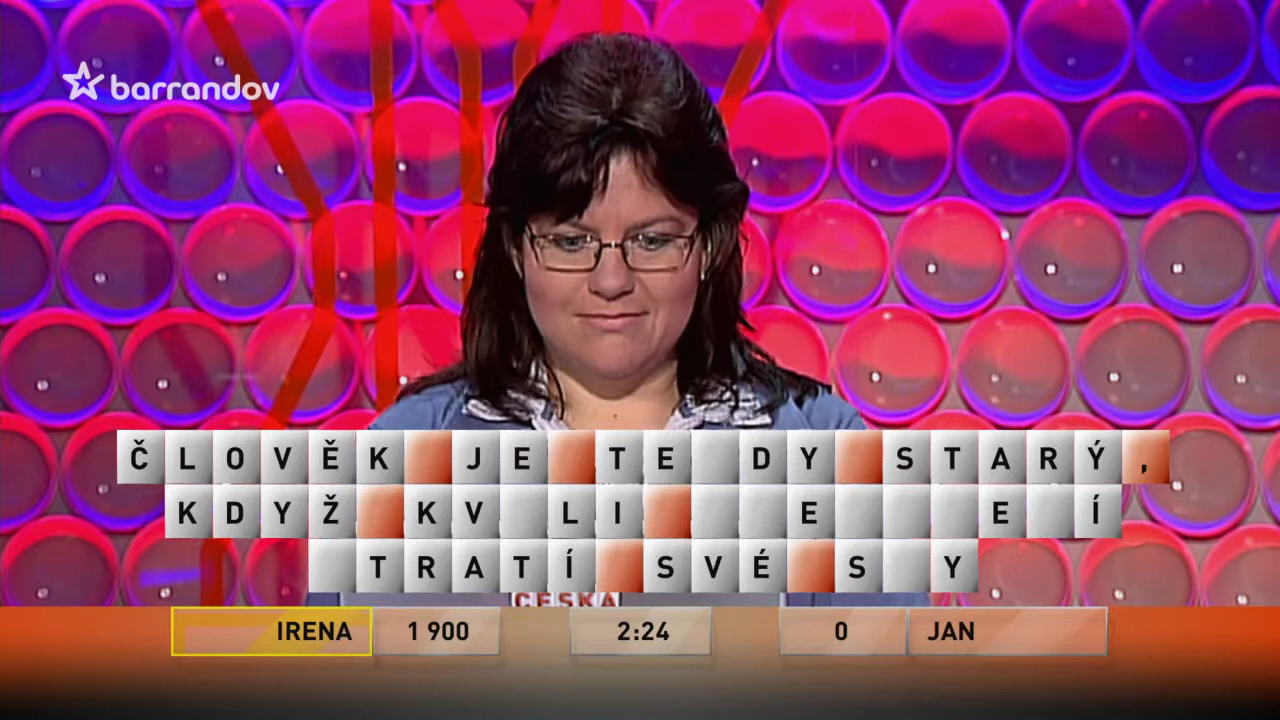 barrandov
ČLOVĚK JE TE DY STARÝ,
KDYŽ KV LI E E Í
TRATÍ SVÉ S Y
IRENA 1 900 2:24 0 JAN